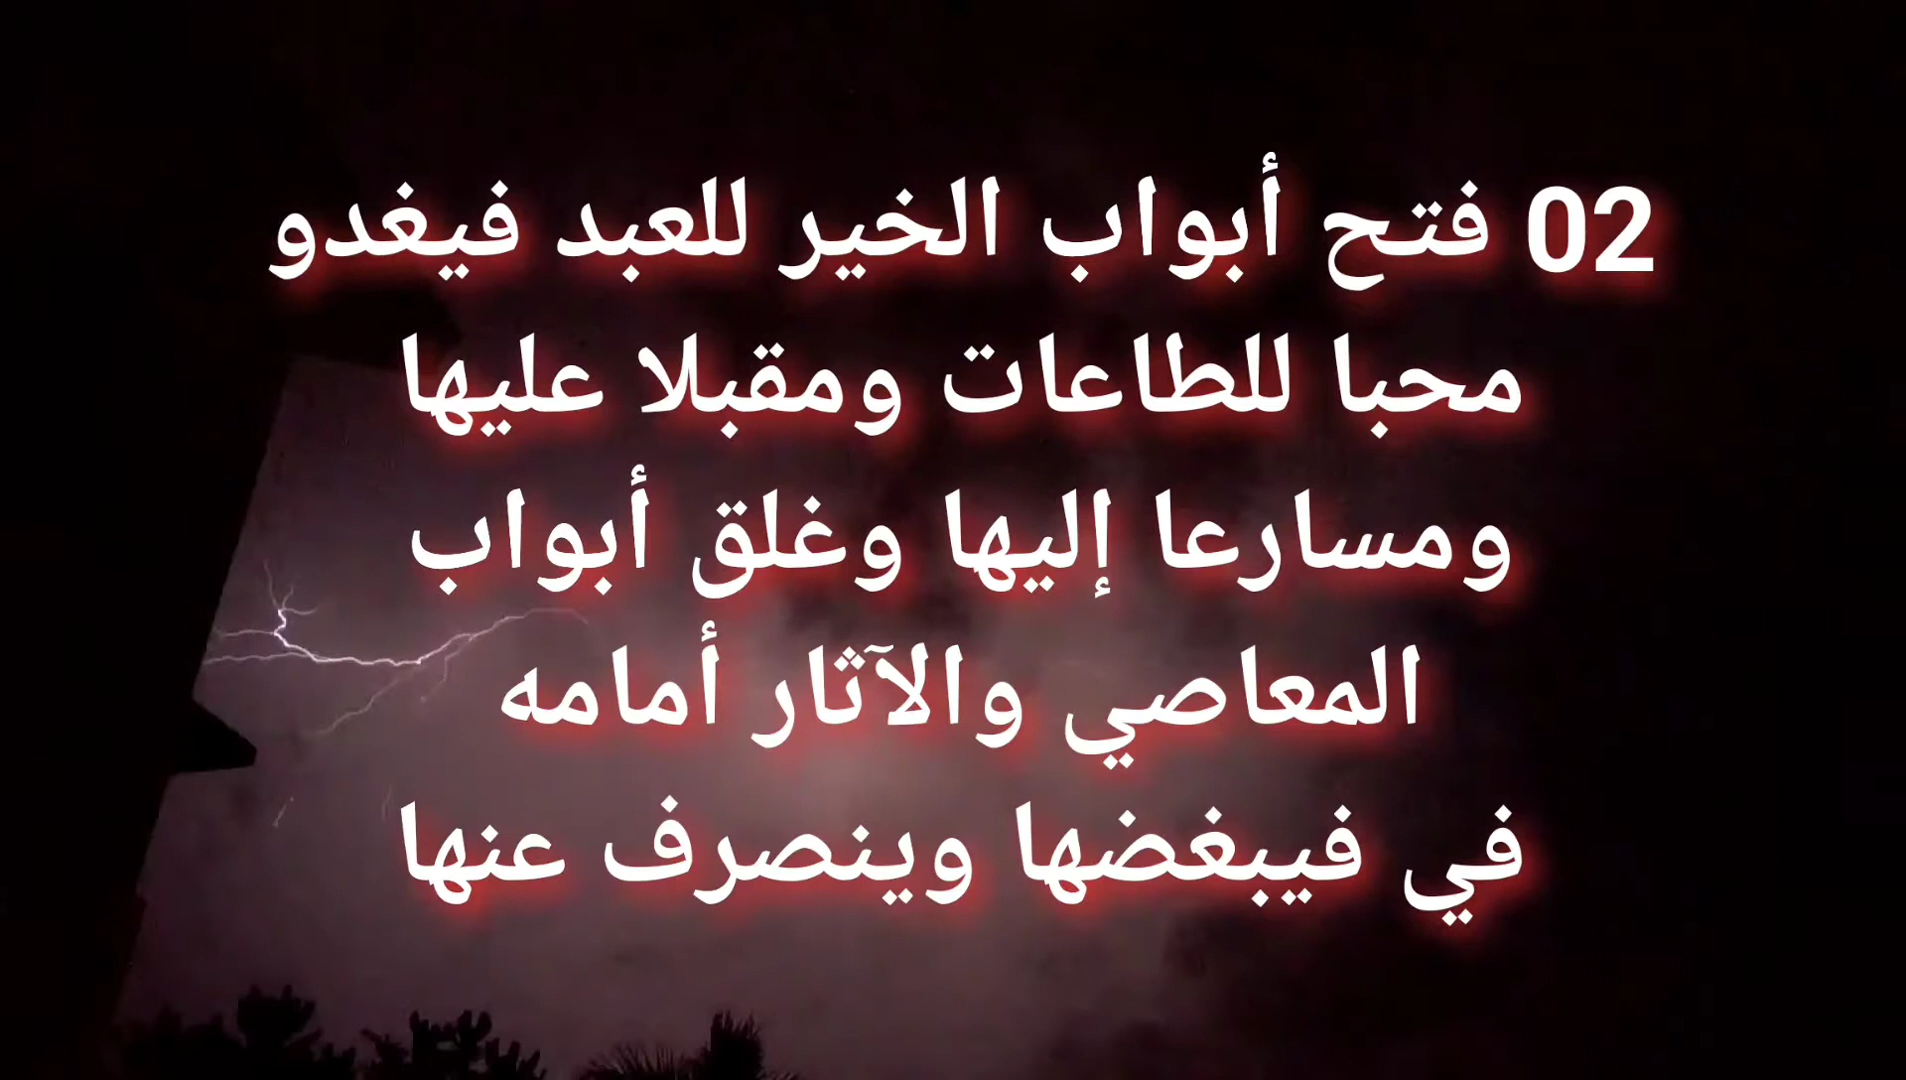 02 فتح أبواب الخير للعبد فيغدو
محبا للطاعات ومقبلا عليها
ومسارعا إليها وغلق أبواب
المعاصي والآثار أمامه
في فيبغضها وينصرف عنها